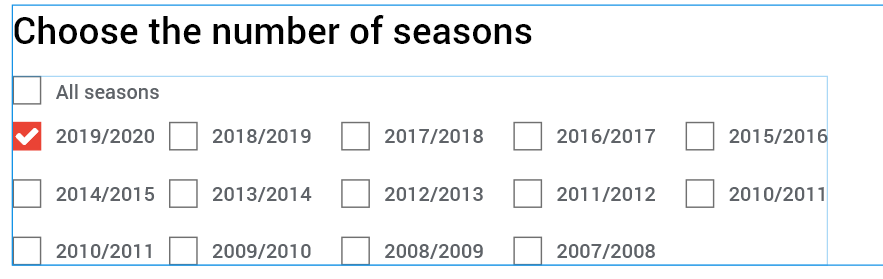 Choose the number of seasons
All seasons
2019/2020 2018/2019 2017/2018 2016/2017 2015/2016
2014/2015 2013/2014 2012/2013 2011/2012 2010/2011
2010/2011 2009/2010 2008/2009 2007/2008